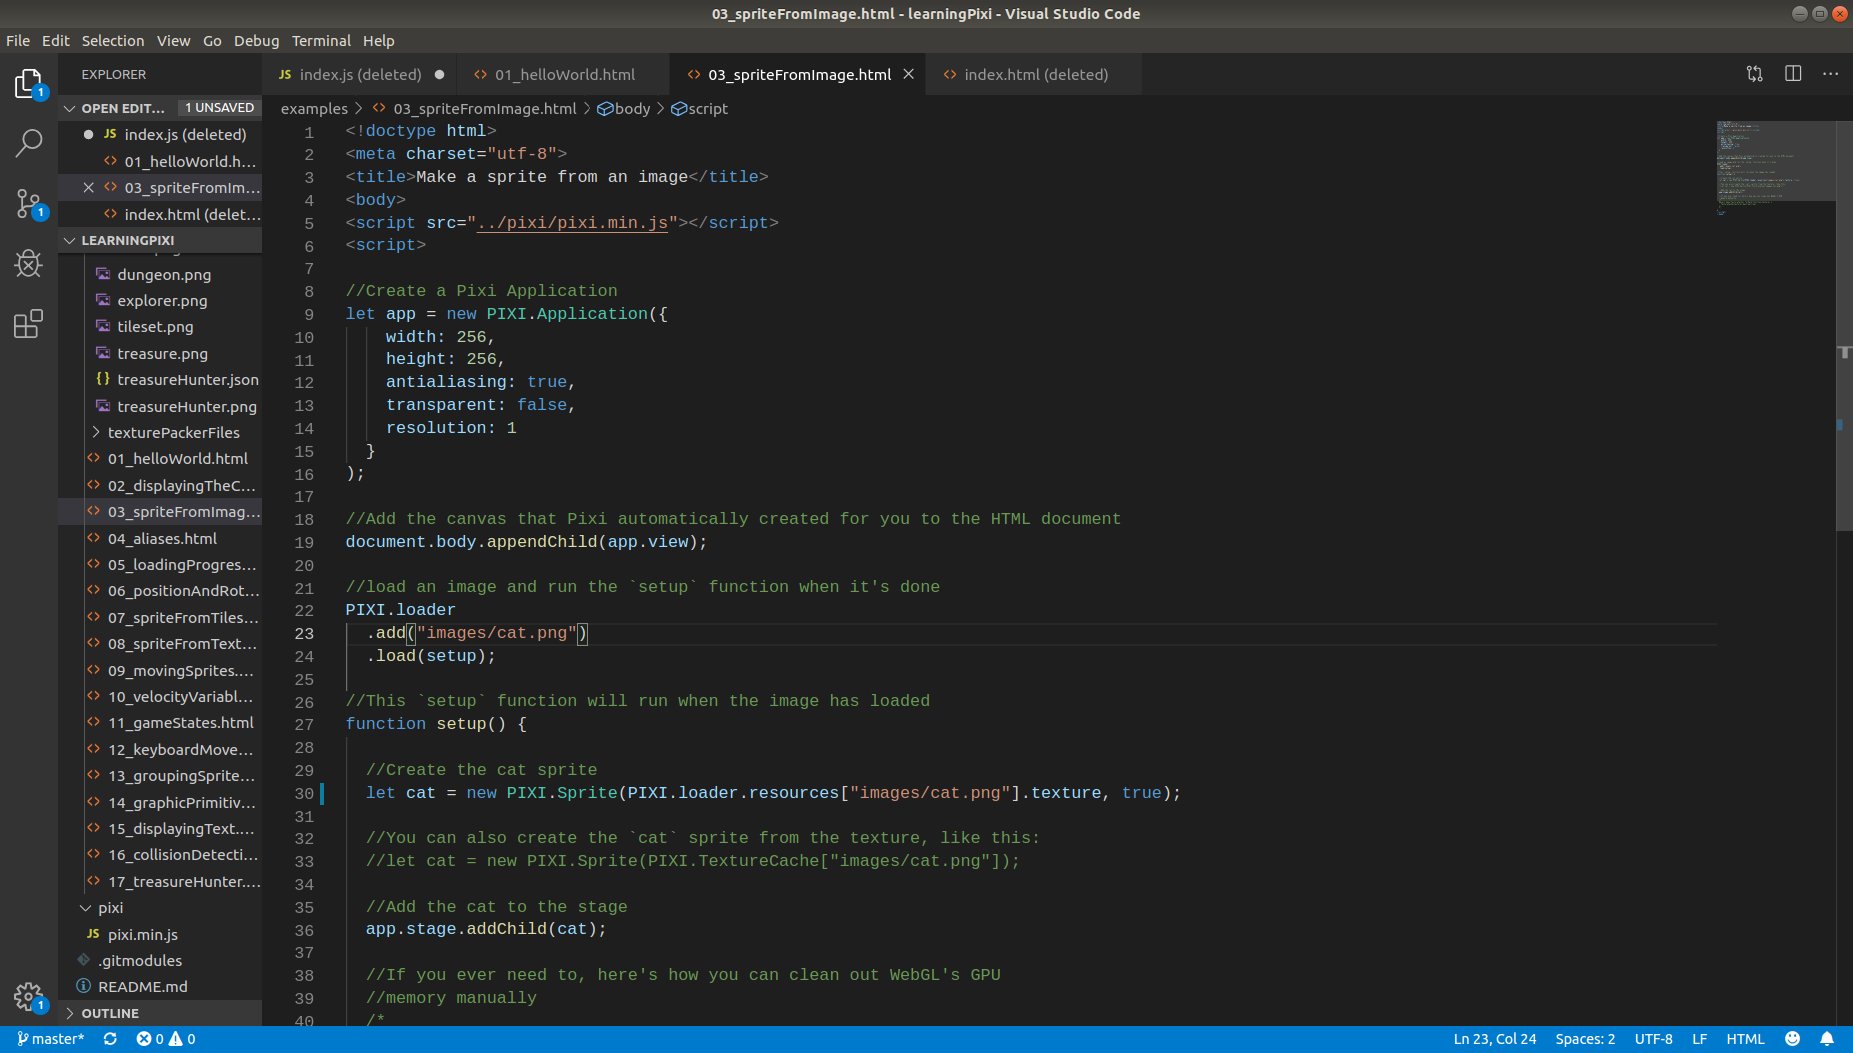 03_spriteFromImage.html - learningPixi - Visual Studio Code
File Edit Selection View Go Debug Terminal Help
EXPLORER
JS index.js (deleted) ●
<> 01_helloWorld.html
<> 03_spriteFromImage.html ×
<> index.html (deleted)
OPEN EDIT... 1 UNSAVED
JS index.js (deleted)
01_helloWorld.h...
03_spriteFromIm...
index.html (delet...
LEARNINGPIXI
dungeon.png
explorer.png
tileset.png
treasure.png
{} treasureHunter.json
treasureHunter.png
texturePackerFiles
01_helloWorld.html
02_displayingTheC...
03_spriteFromImag...
04_aliases.html
05_loadingProgres...
06_positionAndRot...
07_spriteFromTiles...
08_spriteFromText...
09_movingSprites....
10_velocityVariabl...
11_gameStates.html
12_keyboardMove...
13_groupingSprite...
14_graphicPrimitiv...
15_displayingText....
16_collisionDetecti...
17_treasureHunter....
pixi
JS pixi.min.js
.gitmodules
README.md
OUTLINE
1
1
1
examples > <> 03_spriteFromImage.html > body > script
1 <!doctype html>
2 <meta charset="utf-8">
3 <title>Make a sprite from an image</title>
4 <body>
5 <script src="../pixi/pixi.min.js"></script>
6 <script>
7
8 //Create a Pixi Application
9 let app = new PIXI.Application({
10 width: 256,
11 height: 256,
12 antialiasing: true,
13 transparent: false,
14 resolution: 1
15 }
16 );
17
18 //Add the canvas that Pixi automatically created for you to the HTML document
19 document.body.appendChild(app.view);
20
21 //load an image and run the `setup` function when it's done
22 PIXI.loader
23 .add("images/cat.png")
24 .load(setup);
25
26 //This `setup` function will run when the image has loaded
27 function setup() {
28
29 //Create the cat sprite
30 let cat = new PIXI.Sprite(PIXI.loader.resources["images/cat.png"].texture, true);
31
32 //You can also create the `cat` sprite from the texture, like this:
33 //let cat = new PIXI.Sprite(PIXI.TextureCache["images/cat.png"]);
34
35 //Add the cat to the stage
36 app.stage.addChild(cat);
37
38 //If you ever need to, here's how you can clean out WebGL's GPU
39 //memory manually
40 /*
master* 0 0 Ln 23, Col 24 Spaces: 2 UTF-8 LF HTML